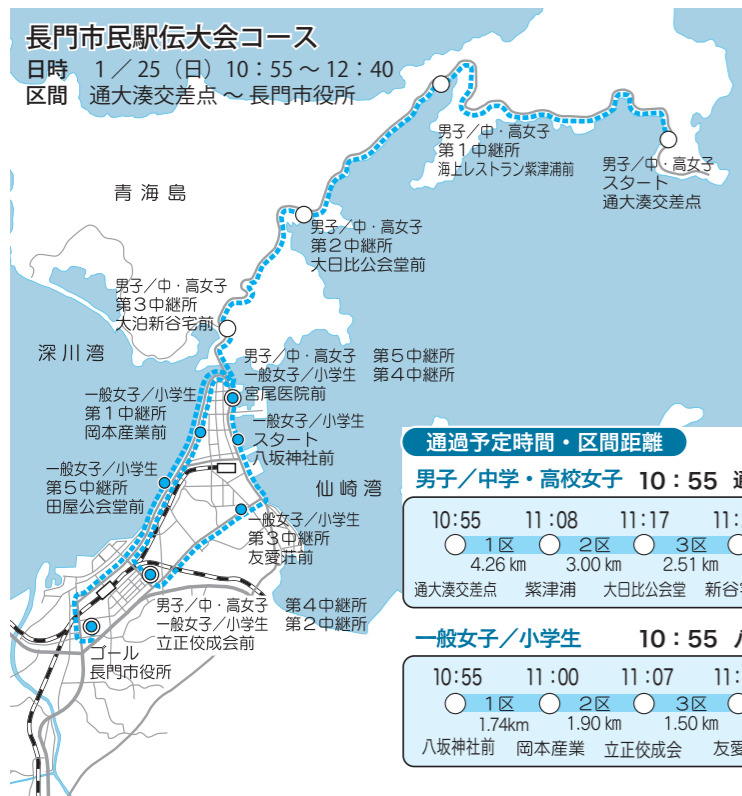 長門市民駅伝大会コース
日時 1／25（日）10：55 ～ 12：40
区間 通大湊交差点 ～ 長門市役所
男子／中・高女子
第1中継所
海上レストラン紫津浦前
男子／中・高女子
スタート
通大湊交差点
青海島
男子／中・高女子
第2中継所
大日比公会堂前
男子／中・高女子
第3中継所
大泊新谷宅前
深川湾
男子／中・高女子 第5中継所
一般女子／小学生 第4中継所
宮尾医院前
一般女子／小学生
第1中継所
岡本産業前
一般女子／小学生
スタート
八坂神社前
一般女子／小学生
第5中継所
田屋公会堂前
仙崎湾
一般女子／小学生
第3中継所
友愛荘前
男子／中・高女子 第4中継所
一般女子／小学生 第2中継所
立正佼成会前
ゴール
長門市役所
通過予定時間・区間距離
男子／中学・高校女子 10：55 通
10:55 11:08 11:17 11:
1区 2区 3区
4.26 km 3.00 km 2.51 km
通大湊交差点 紫津浦 大日比公会堂 新谷
一般女子／小学生 10：55 八
10:55 11:00 11:07 11:
1区 2区 3区
1.74km 1.90 km 1.50 km
八坂神社前 岡本産業 立正佼成会 友愛